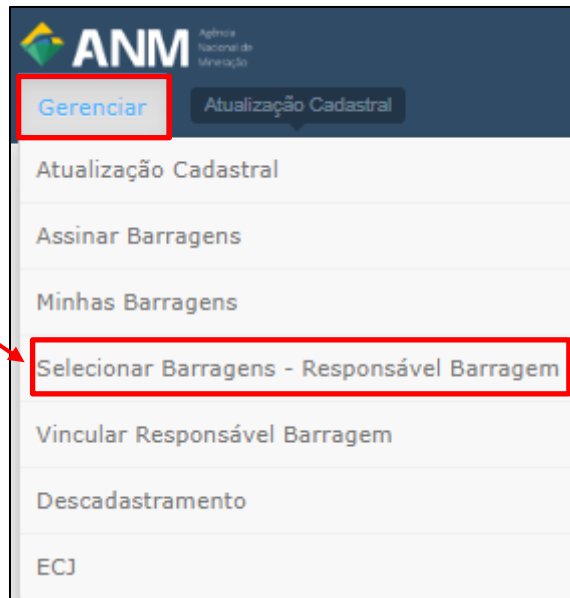 ANM
Agência
Nacional de
Mineração
Gerenciar
Atualização Cadastral
Atualização Cadastral
Assinar Barragens
Minhas Barragens
Selecionar Barragens - Responsável Barragem
Vincular Responsável Barragem
Descadastramento
ECJ